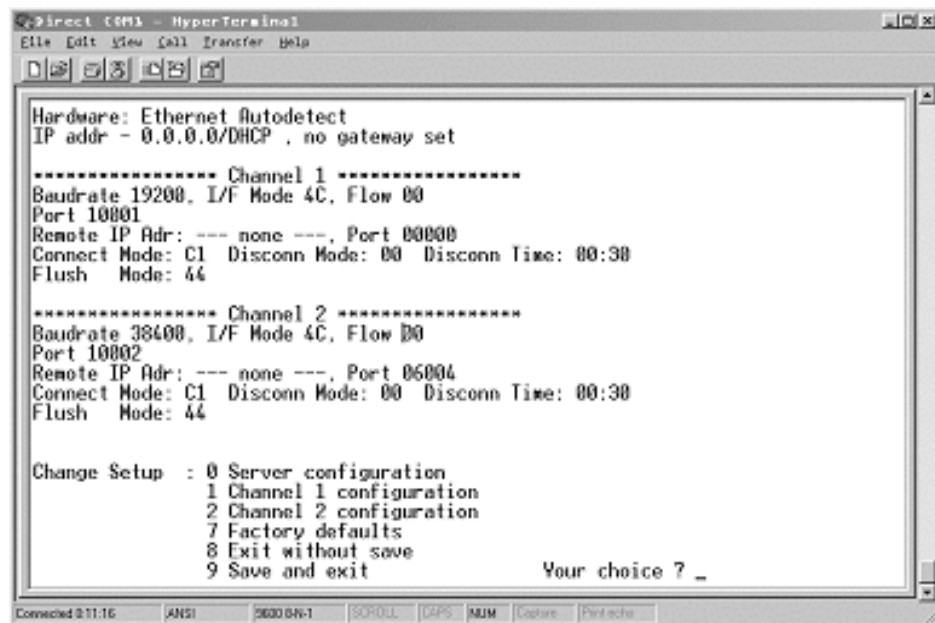 Direct COM1 - HyperTerminal
File Edit View Call Transfer Help
Hardware: Ethernet Autodetect
IP addr - 0.0.0.0/DHCP , no gateway set
***************** Channel 1 *****************
Baudrate 19200, I/F Mode 4C, Flow 00
Port 10001
Remote IP Adr: --- none ---, Port 00000
Connect Mode: C1 Disconn Mode: 00 Disconn Time: 00:30
Flush Mode: 44
***************** Channel 2 *****************
Baudrate 38400, I/F Mode 4C, Flow 00
Port 10002
Remote IP Adr: --- none ---, Port 06004
Connect Mode: C1 Disconn Mode: 00 Disconn Time: 00:30
Flush Mode: 44
Change Setup : 0 Server configuration
1 Channel 1 configuration
2 Channel 2 configuration
7 Factory defaults
8 Exit without save
9 Save and exit Your choice ? _
Connected 0:11:16 ANSI 9600 8-N-1 SCROLL CAPS NUM Capture Print echo